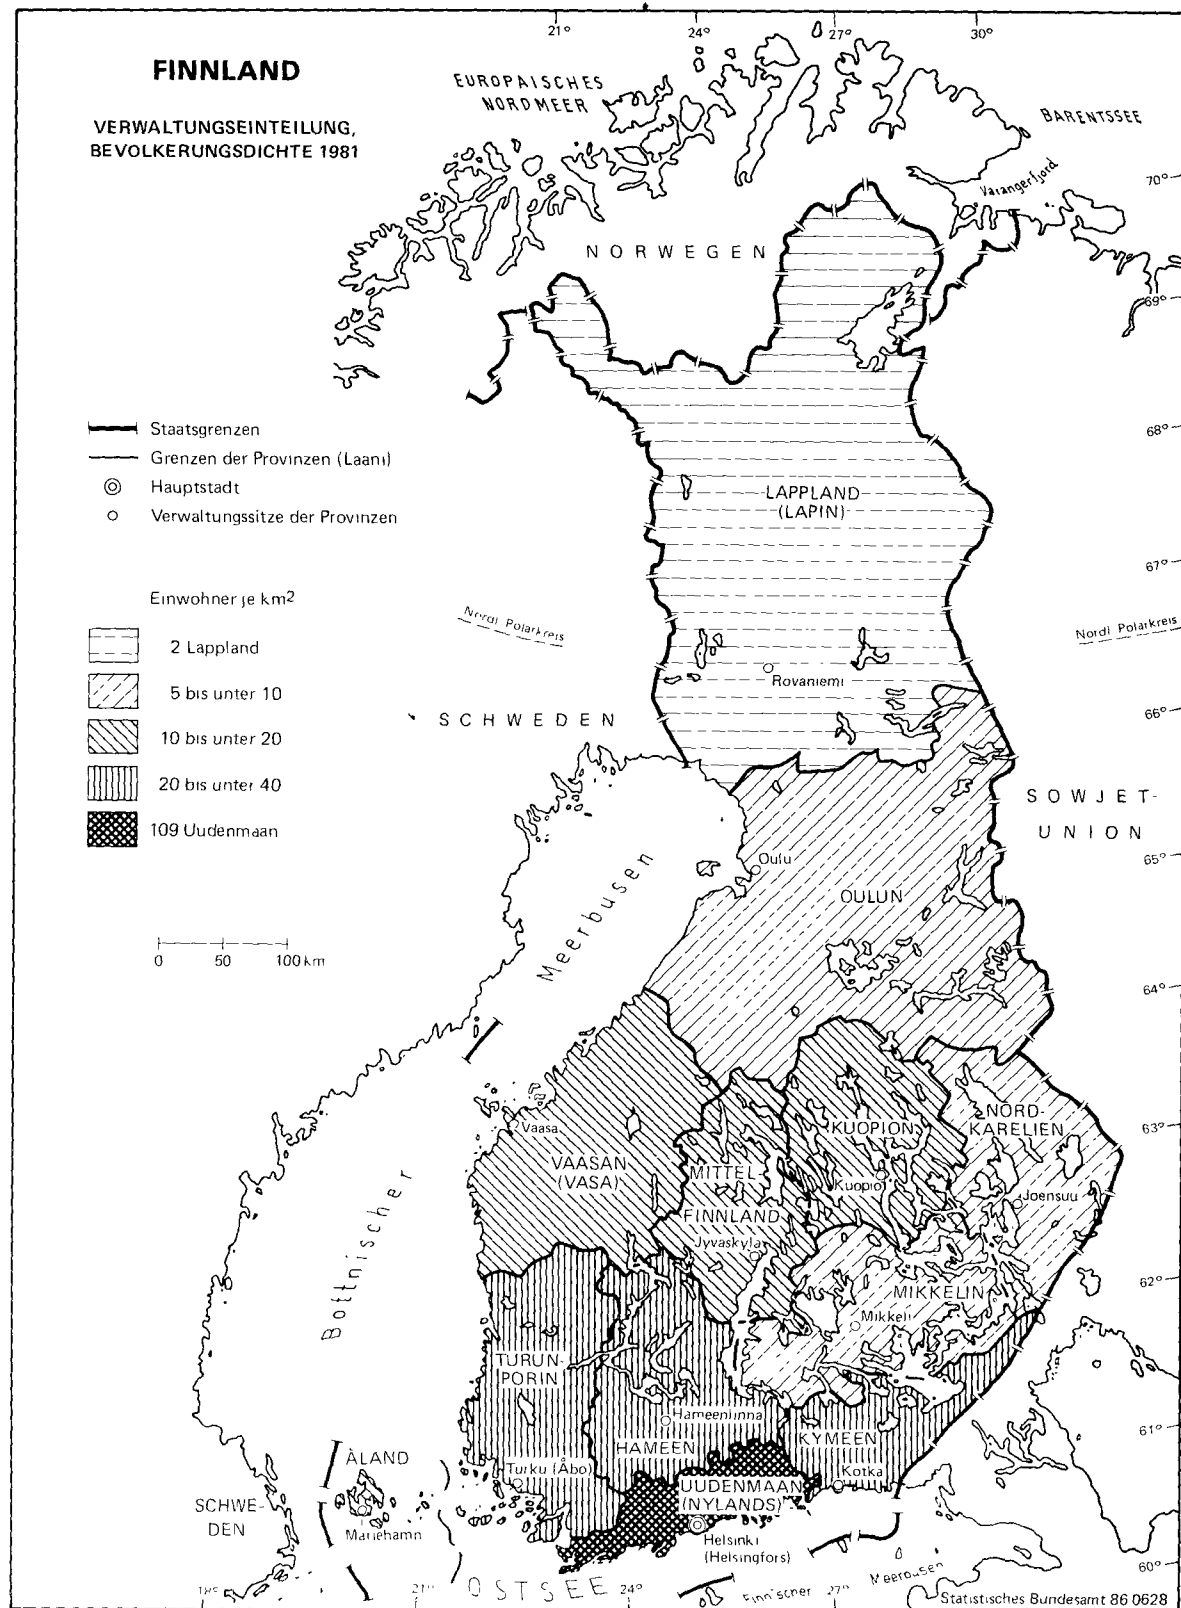 21°
24°
27°
30°
FINNLAND
VERWALTUNGSEINTEILUNG,
BEVOLKERUNGSDICHTE 1981
EUROPAISCHES
NORDMEER
BARENTSSEE
Varangerfjord
70°
NORWEGEN
69°
Staatsgrenzen
Grenzen der Provinzen (Laani)
Hauptstadt
Verwaltungssitze der Provinzen
68°
LAPPLAND
(LAPIN)
67°
Einwohner je km²
2 Lappland
5 bis unter 10
10 bis unter 20
20 bis unter 40
109 Uudenmaan
Nordl Polarkreis
Nordl Polarkreis
Rovaniemi
SCHWEDEN
66°
SOWJET-
UNION
65°
Oulu
OULUN
0 50 100 km
Bottnischer Meerbusen
64°
Vaasa
VAASAN
(VASA)
MITTEL-
FINNLAND
Jyvaskyla
KUOPION
Kuopio
NORD-
KARELIEN
Joensuu
63°
62°
MIKKELIN
Mikkeli
TURUN-
PORIN
Turku (Åbo)
Hameenlinna
HAMEEN
KYMEEN
Kotka
61°
UUDENMAAN
(NYLANDS)
Helsinki
(Helsingfors)
ÅLAND
Mariehamn
SCHWE-
DEN
60°
18°
21°
OSTSEE
24°
Finnischer
27°
Meerbusen
Statistisches Bundesamt 86 0628